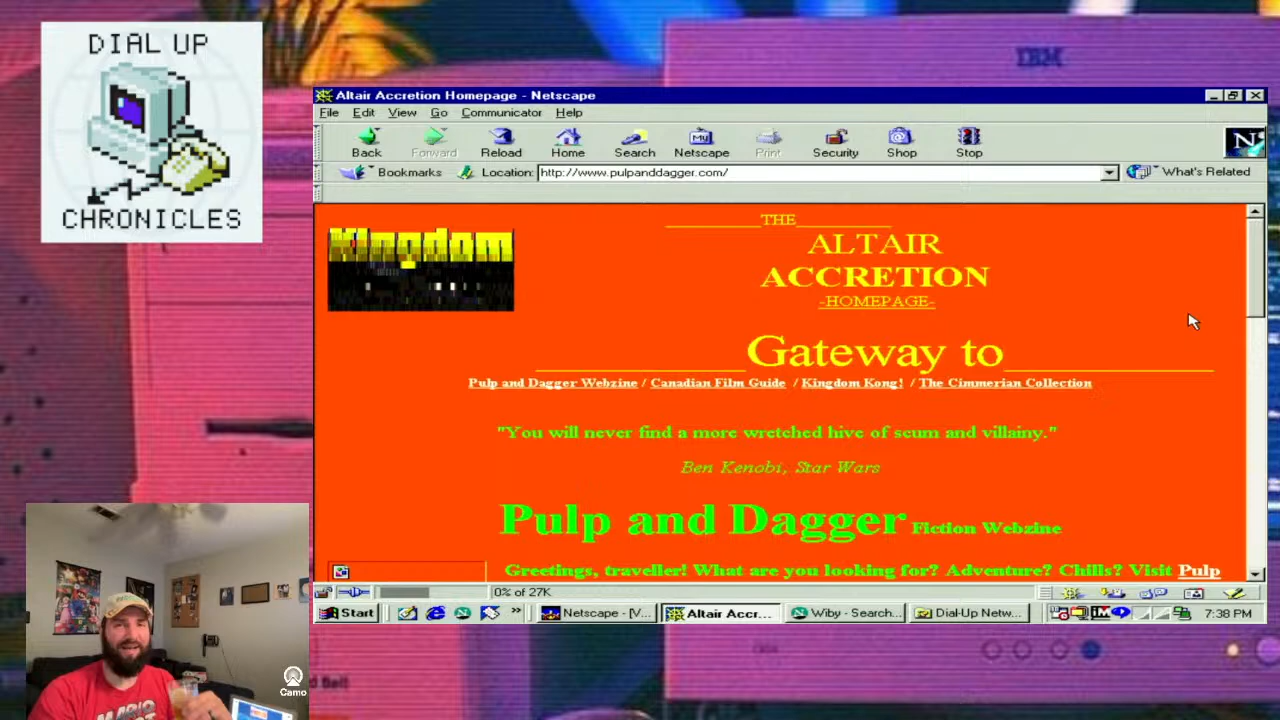 DIAL UP
CHRONICLES
IBM
Altair Accretion Homepage - Netscape
File Edit View Go Communicator Help
Back Forward Reload Home Search Netscape Print Security Shop Stop
My
N
Bookmarks Location: http://www.pulpanddagger.com/ What's Related
Kingdom
THE
ALTAIR
ACCRETION
-HOMEPAGE-
Gateway to
Pulp and Dagger Webzine / Canadian Film Guide / Kingdom Kong! / The Cimmerian Collection
"You will never find a more wretched hive of scum and villainy."
Ben Kenobi, Star Wars
Pulp and Dagger Fiction Webzine
Greetings, traveller! What are you looking for? Adventure? Chills? Visit Pulp
0% of 27K
Start Netscape - [V... Altair Accr... Wiby - Search... Dial-Up Netw... 7:38 PM
Camo
MARIO